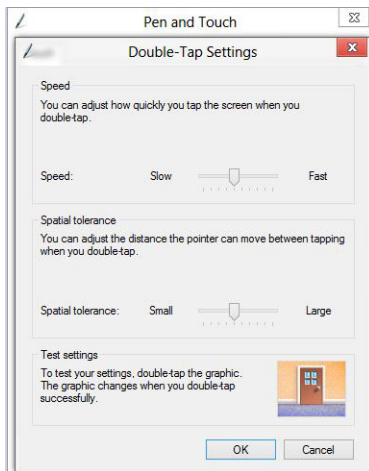 Pen and Touch
Double-Tap Settings
Speed
You can adjust how quickly you tap the screen when you
double-tap.
Speed: Slow Fast
Spatial tolerance
You can adjust the distance the pointer can move between tapping
when you double-tap.
Spatial tolerance: Small Large
Test settings
To test your settings, double-tap the graphic.
The graphic changes when you double-tap
successfully.
OK Cancel